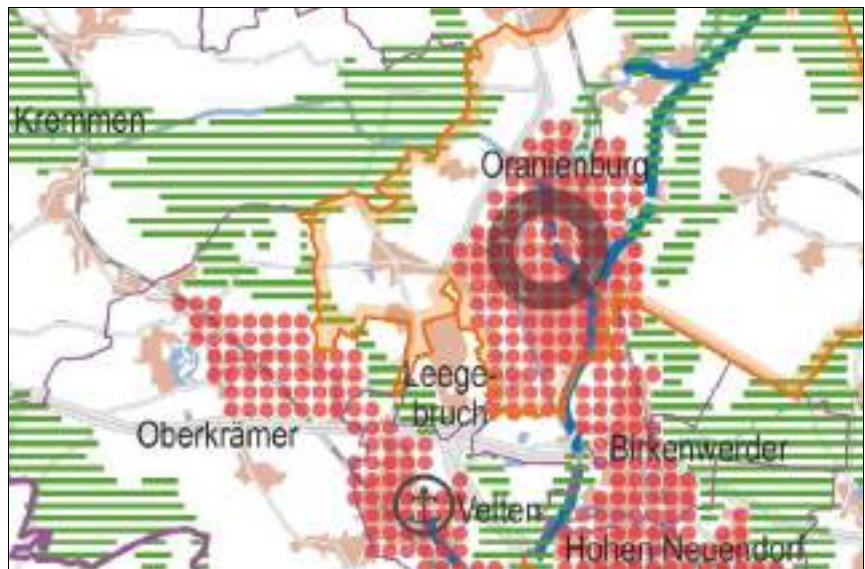 Kremmen
Oranienburg
Leege-
bruch
Oberkrämer
Birkenwerder
Velten
Hohen Neuendorf